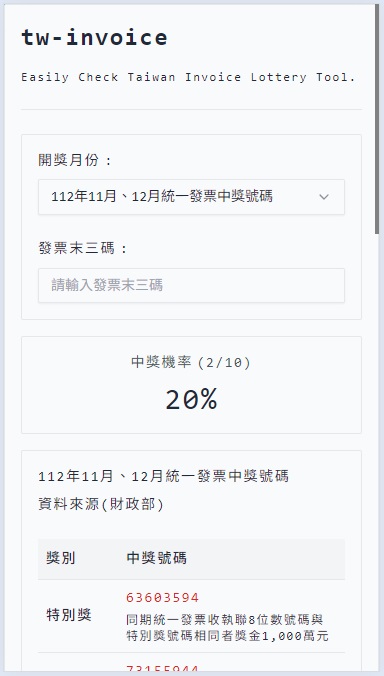 tw-invoice
Easily Check Taiwan Invoice Lottery Tool.
開獎月份：
112年11月、12月統一發票中獎號碼
發票末三碼：
請輸入發票末三碼
中獎機率 (2/10)
20%
112年11月、12月統一發票中獎號碼
資料來源(財政部)
獎別 中獎號碼
63603594
特別獎
同期統一發票收執聯8位數號碼與
特別獎號碼相同者獎金1,000萬元
73155944